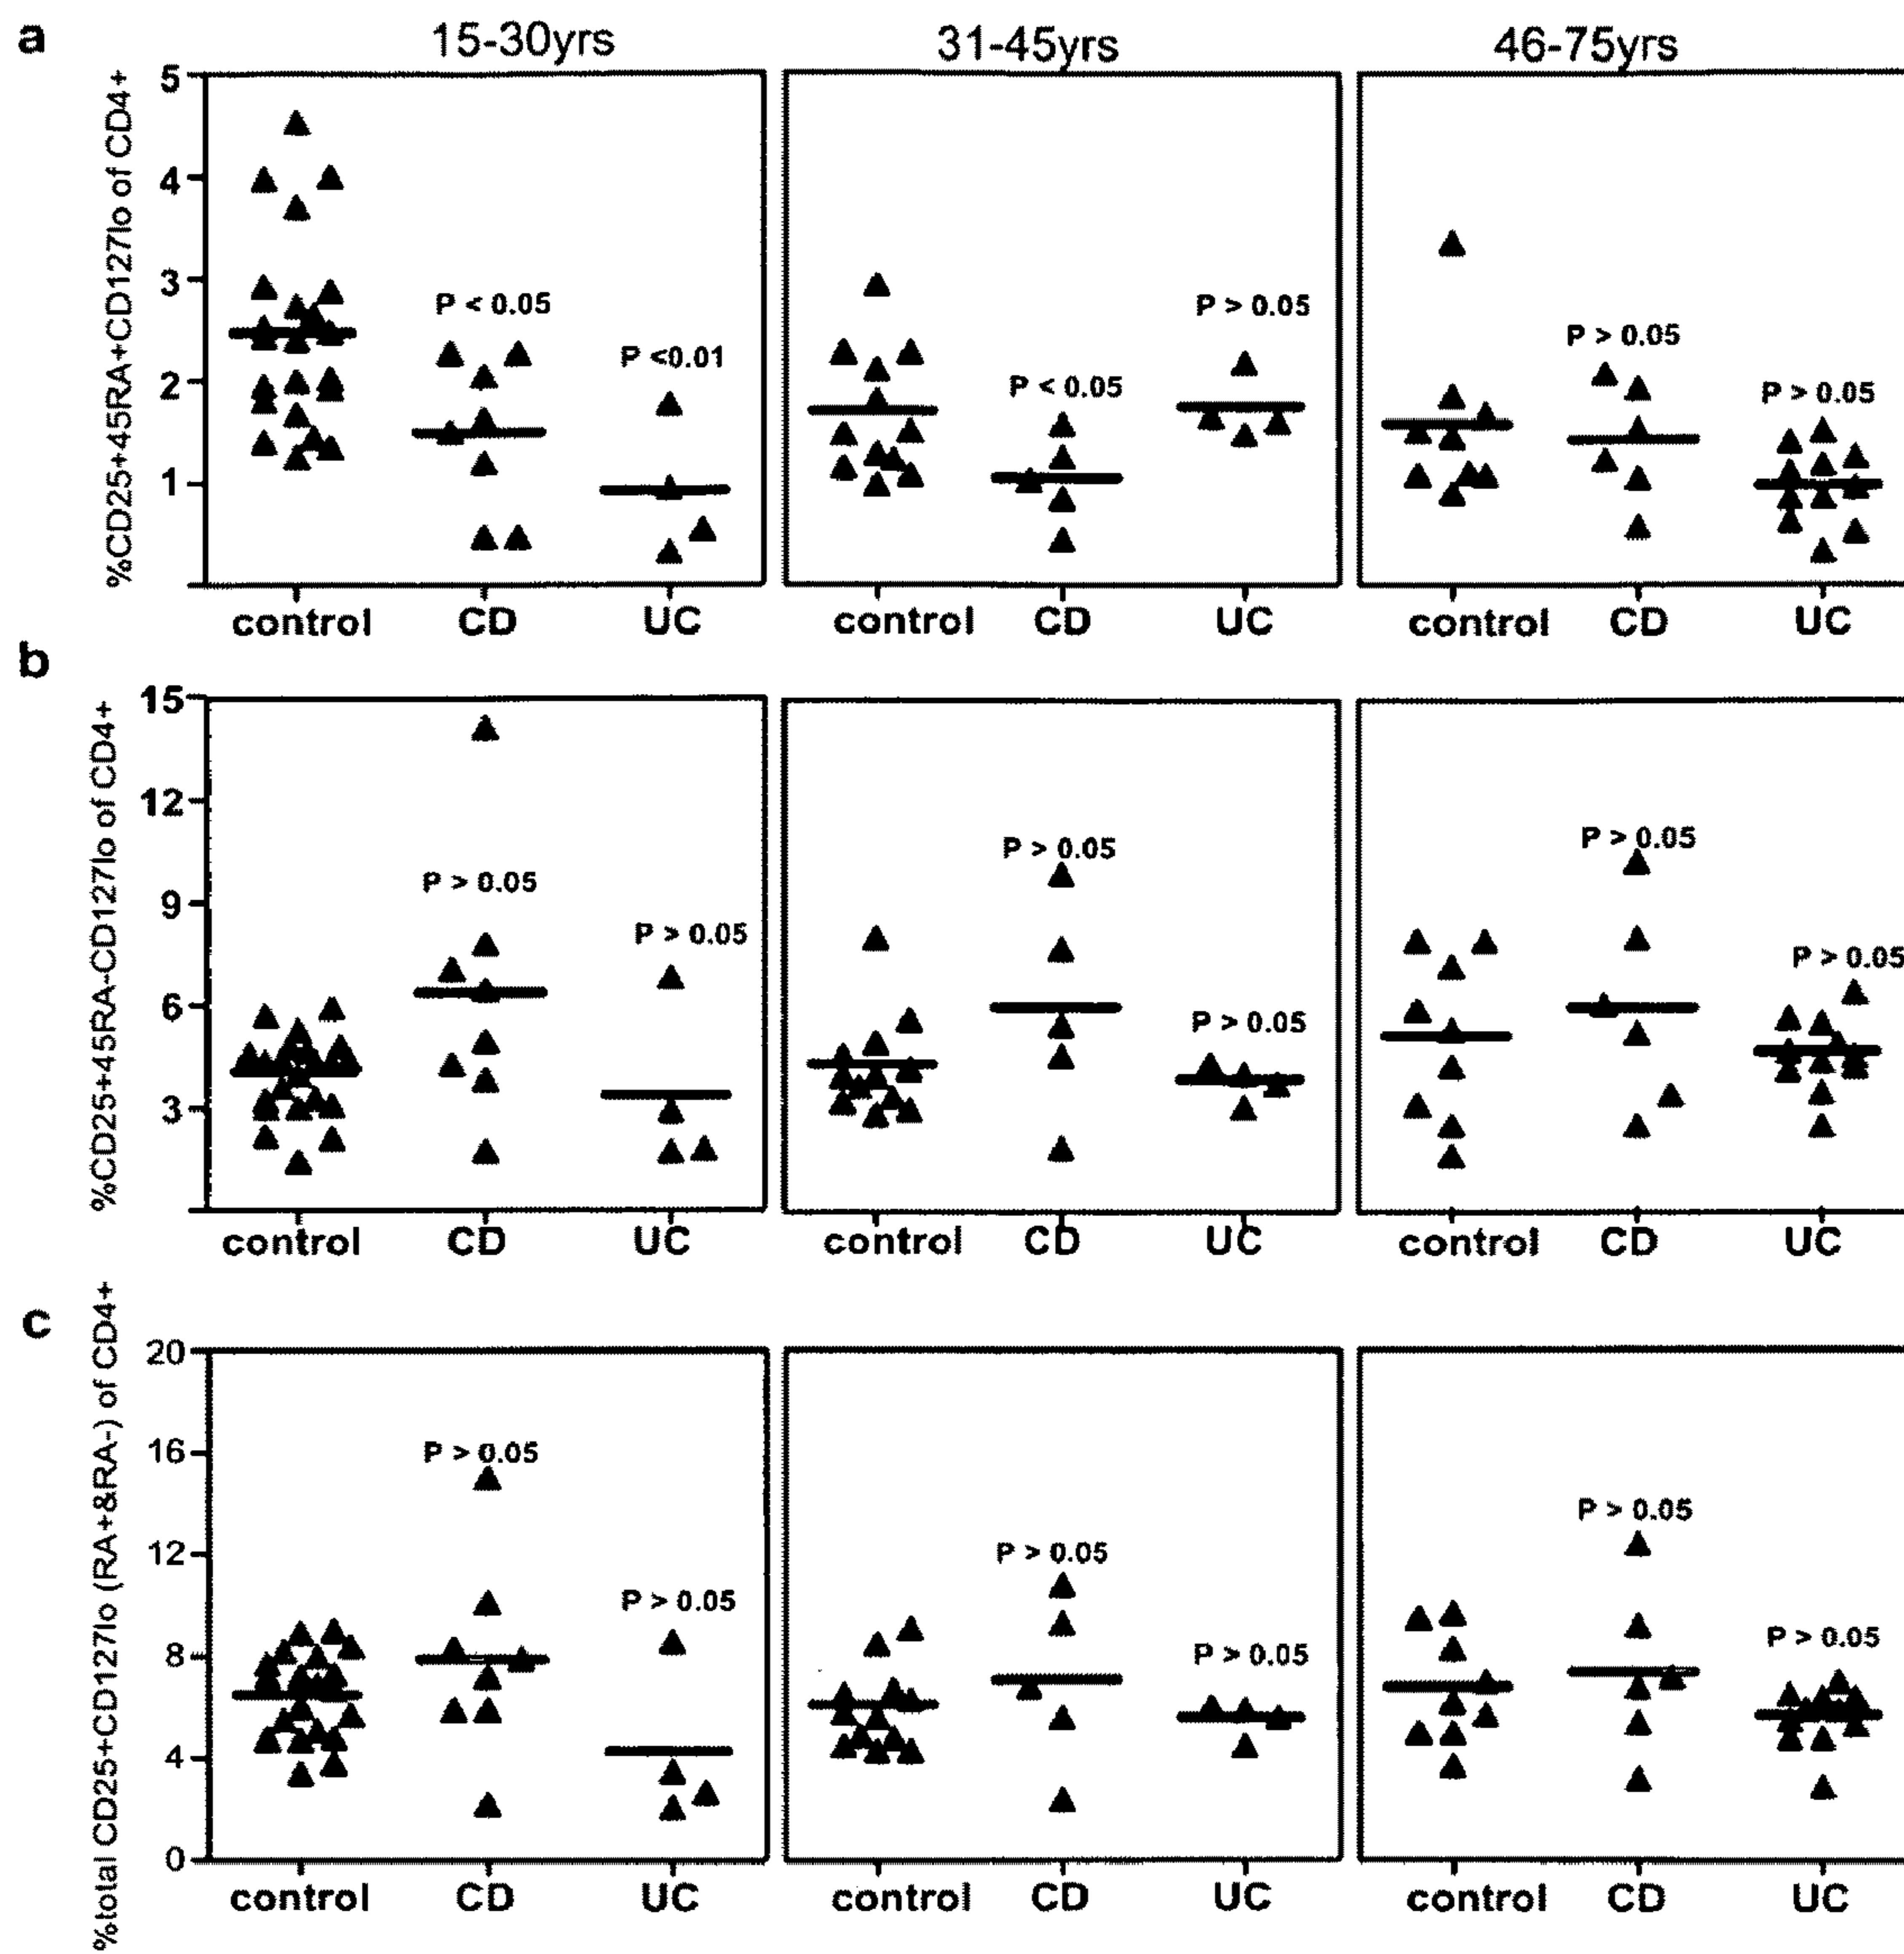 a
15-30yrs 31-45yrs 46-75yrs
%CD25+45RA+CD127lo of CD4+
5
4
3
2
1
P < 0.05
P <0.01
P < 0.05
P > 0.05
P > 0.05
P > 0.05
control CD UC control CD UC control CD UC
b
%CD25+45RA-CD127lo of CD4+
15
12
9
6
3
P > 0.05
P > 0.05
P > 0.05
P > 0.05
P > 0.05
P > 0.05
control CD UC control CD UC control CD UC
c
%total CD25+CD127lo (RA+&RA-) of CD4+
20
16
12
8
4
0
P > 0.05
P > 0.05
P > 0.05
P > 0.05
P > 0.05
P > 0.05
control CD UC control CD UC control CD UC